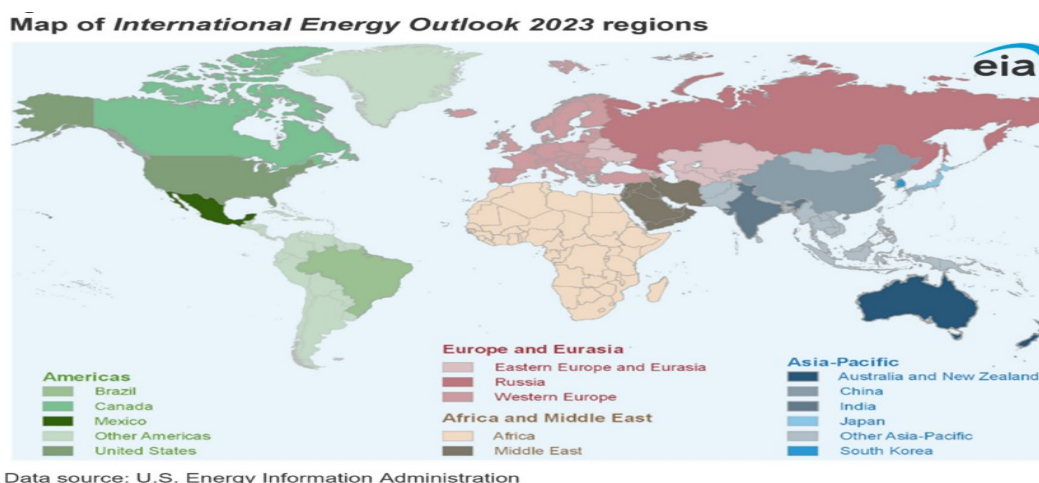 Map of International Energy Outlook 2023 regions
eia
Americas
Brazil
Canada
Mexico
Other Americas
United States
Europe and Eurasia
Eastern Europe and Eurasia
Russia
Western Europe
Africa and Middle East
Africa
Middle East
Asia-Pacific
Australia and New Zealand
China
India
Japan
Other Asia-Pacific
South Korea
Data source: U.S. Energy Information Administration